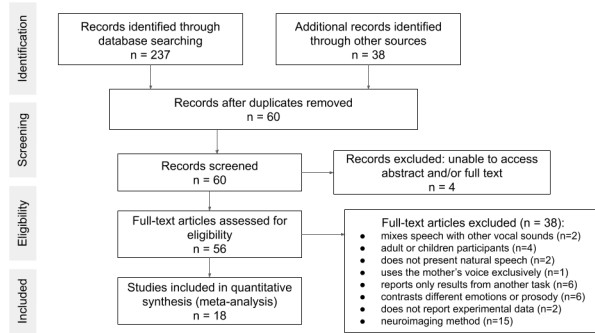 Identification
Records identified through
database searching
n = 237
Additional records identified
through other sources
n = 38
Screening
Records after duplicates removed
n = 60
Records screened
n = 60
Records excluded: unable to access
abstract and/or full text
n = 4
Eligibility
Full-text articles assessed for
eligibility
n = 56
Full-text articles excluded (n = 38):
● mixes speech with other vocal sounds (n=2)
● adult or children participants (n=4)
● does not present natural speech (n=2)
● uses the mother's voice exclusively (n=1)
● reports only results from another task (n=6)
● contrasts different emotions or prosody (n=6)
● does not report experimental data (n=2)
● neuroimaging method (n=15)
Included
Studies included in quantitative
synthesis (meta-analysis)
n = 18